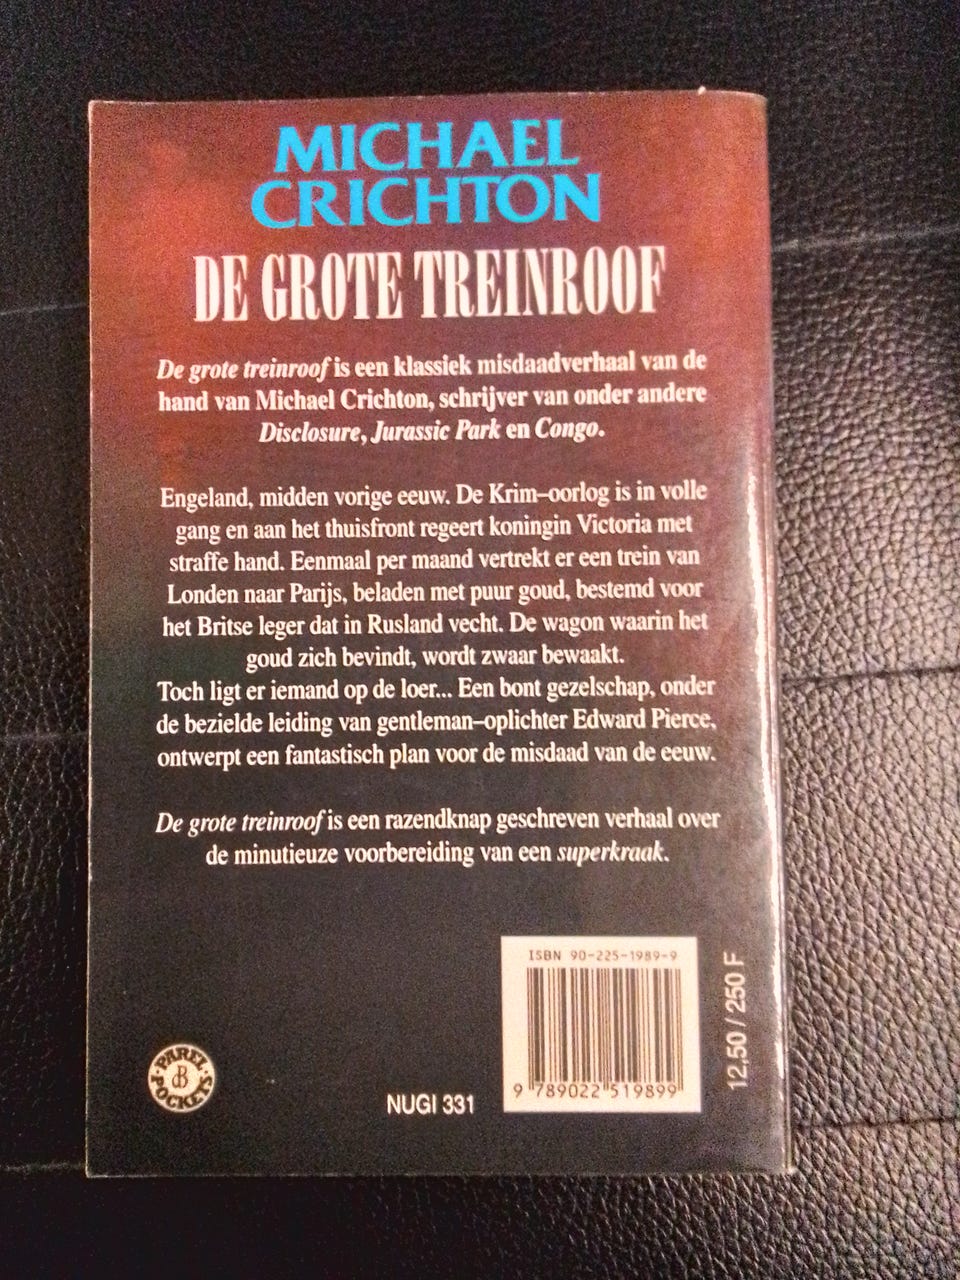 MICHAEL
CRICHTON
DE GROTE TREINROOF
De grote treinroof is een klassiek misdaadverhaal van de
hand van Michael Crichton, schrijver van onder andere
Disclosure, Jurassic Park en Congo.
Engeland, midden vorige eeuw. De Krim–oorlog is in volle
gang en aan het thuisfront regeert koningin Victoria met
straffe hand. Eenmaal per maand vertrekt er een trein van
Londen naar Parijs, beladen met puur goud, bestemd voor
het Britse leger dat in Rusland vecht. De wagon waarin het
goud zich bevindt, wordt zwaar bewaakt.
Toch ligt er iemand op de loer... Een bont gezelschap, onder
de bezielde leiding van gentleman–oplichter Edward Pierce,
ontwerpt een fantastisch plan voor de misdaad van de eeuw.
De grote treinroof is een razendknap geschreven verhaal over
de minutieuze voorbereiding van een superkraak.
ISBN 90-225-1989-9
9 789022 519899
12,50 / 250 F
NUGI 331
PAREL
dB
POCKETS